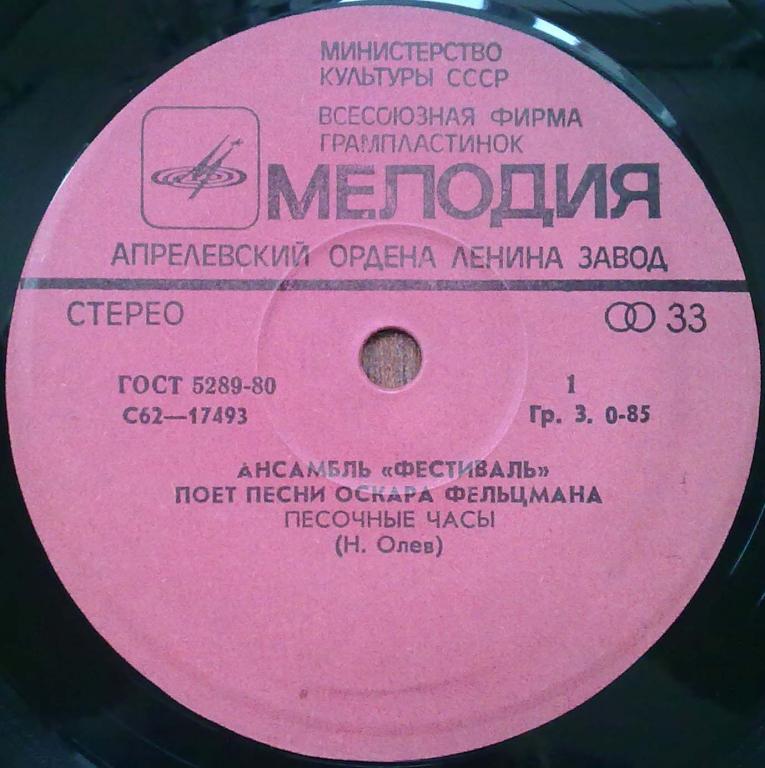 МИНИСТЕРСТВО
КУЛЬТУРЫ СССР
ВСЕСОЮЗНАЯ ФИРМА
ГРАМПЛАСТИНОК
МЕЛОДИЯ
АПРЕЛЕВСКИЙ ОРДЕНА ЛЕНИНА ЗАВОД
СТЕРЕО 33
ГОСТ 5289-80 1
С62—17493 Гр. 3. 0-85
АНСАМБЛЬ «ФЕСТИВАЛЬ»
ПОЕТ ПЕСНИ ОСКАРА ФЕЛЬЦМАНА
ПЕСОЧНЫЕ ЧАСЫ
(Н. Олев)